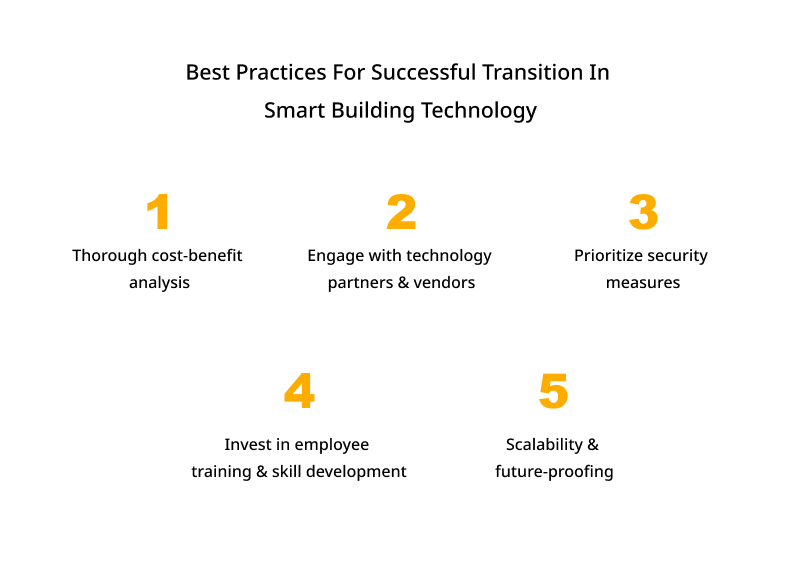 Best Practices For Successful Transition In
Smart Building Technology
1
Thorough cost-benefit
analysis
2
Engage with technology
partners & vendors
3
Prioritize security
measures
4
Invest in employee
training & skill development
5
Scalability &
future-proofing